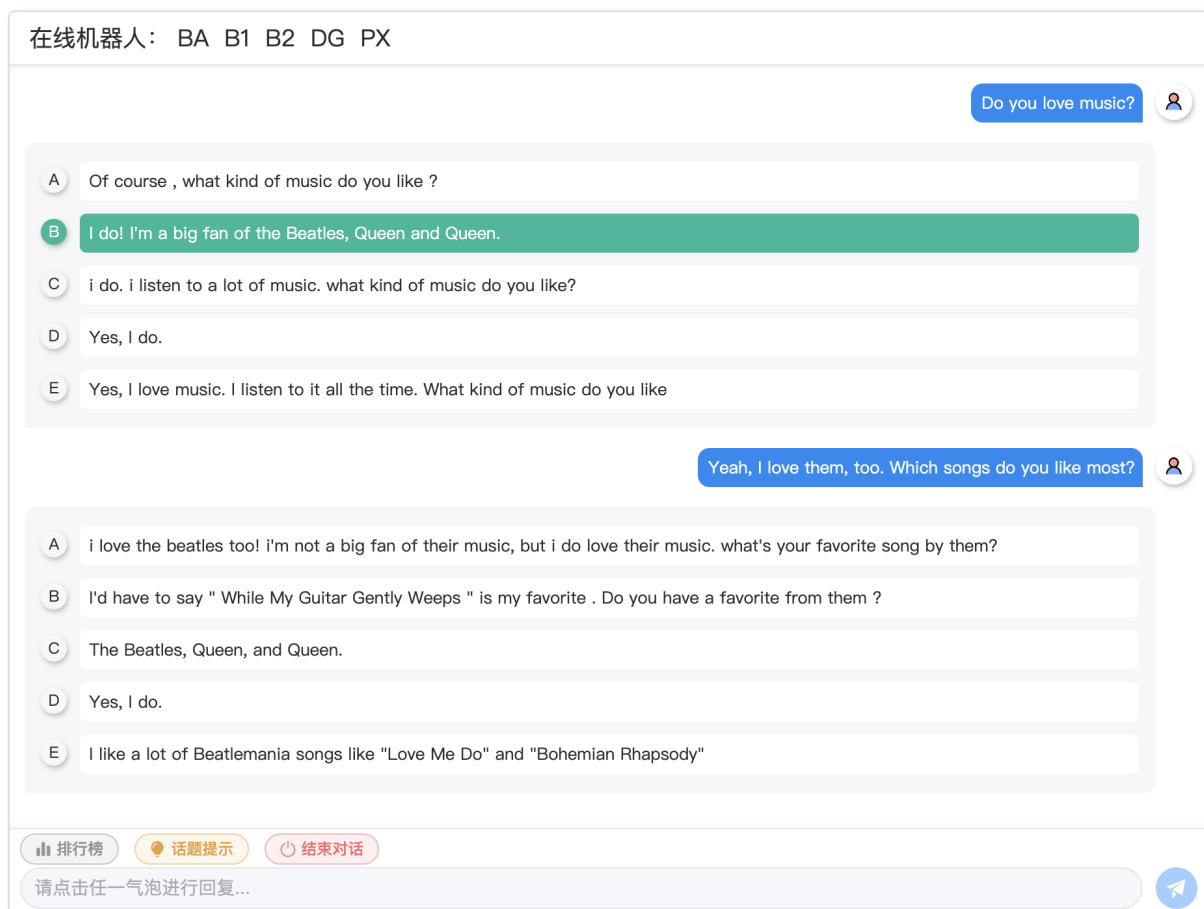 在线机器人： BA B1 B2 DG PX
Do you love music?
A Of course , what kind of music do you like ?
B I do! I'm a big fan of the Beatles, Queen and Queen.
C i do. i listen to a lot of music. what kind of music do you like?
D Yes, I do.
E Yes, I love music. I listen to it all the time. What kind of music do you like
Yeah, I love them, too. Which songs do you like most?
A i love the beatles too! i'm not a big fan of their music, but i do love their music. what's your favorite song by them?
B I'd have to say " While My Guitar Gently Weeps " is my favorite . Do you have a favorite from them ?
C The Beatles, Queen, and Queen.
D Yes, I do.
E I like a lot of Beatlemania songs like "Love Me Do" and "Bohemian Rhapsody"
排行榜 话题提示 结束对话
请点击任一气泡进行回复...